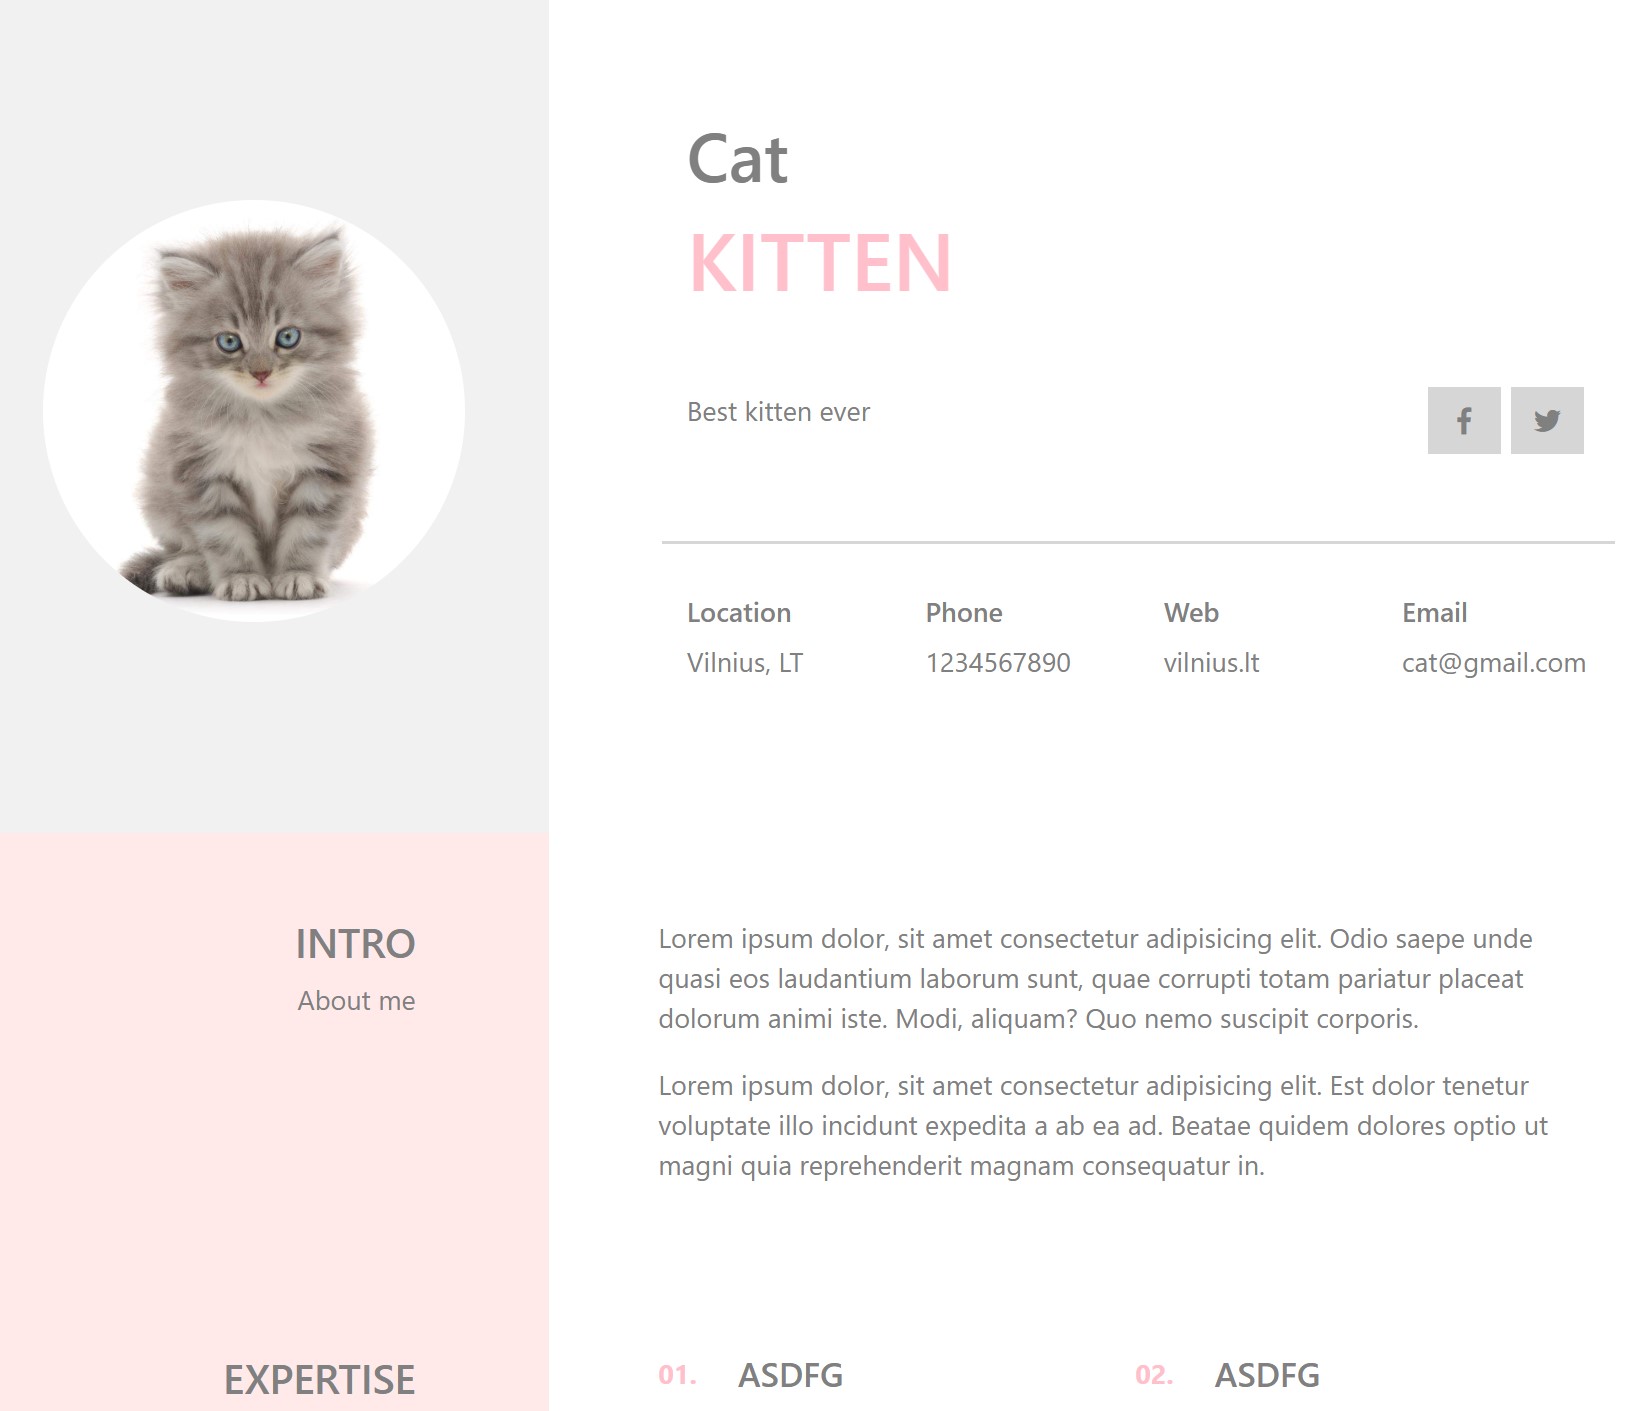 Cat
KITTEN
Best kitten ever
Location
Phone
Web
Email
Vilnius, LT
1234567890
vilnius.lt
cat@gmail.com
INTRO
About me
Lorem ipsum dolor, sit amet consectetur adipisicing elit. Odio saepe unde
quasi eos laudantium laborum sunt, quae corrupti totam pariatur placeat
dolorum animi iste. Modi, aliquam? Quo nemo suscipit corporis.
Lorem ipsum dolor, sit amet consectetur adipisicing elit. Est dolor tenetur
voluptate illo incidunt expedita a ab ea ad. Beatae quidem dolores optio ut
magni quia reprehenderit magnam consequatur in.
EXPERTISE
01. ASDFG
02. ASDFG